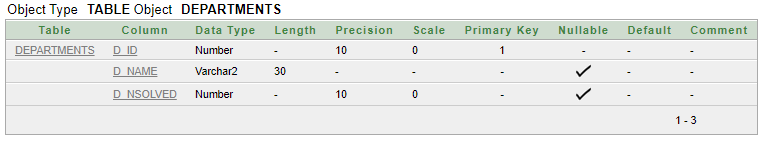 Object Type TABLE Object DEPARTMENTS
Table Column Data Type Length Precision Scale Primary Key Nullable Default Comment
DEPARTMENTS D_ID Number - 10 0 1 - - -
D_NAME Varchar2 30 - - - ✓ - -
D_NSOLVED Number - 10 0 - ✓ - -
1 - 3